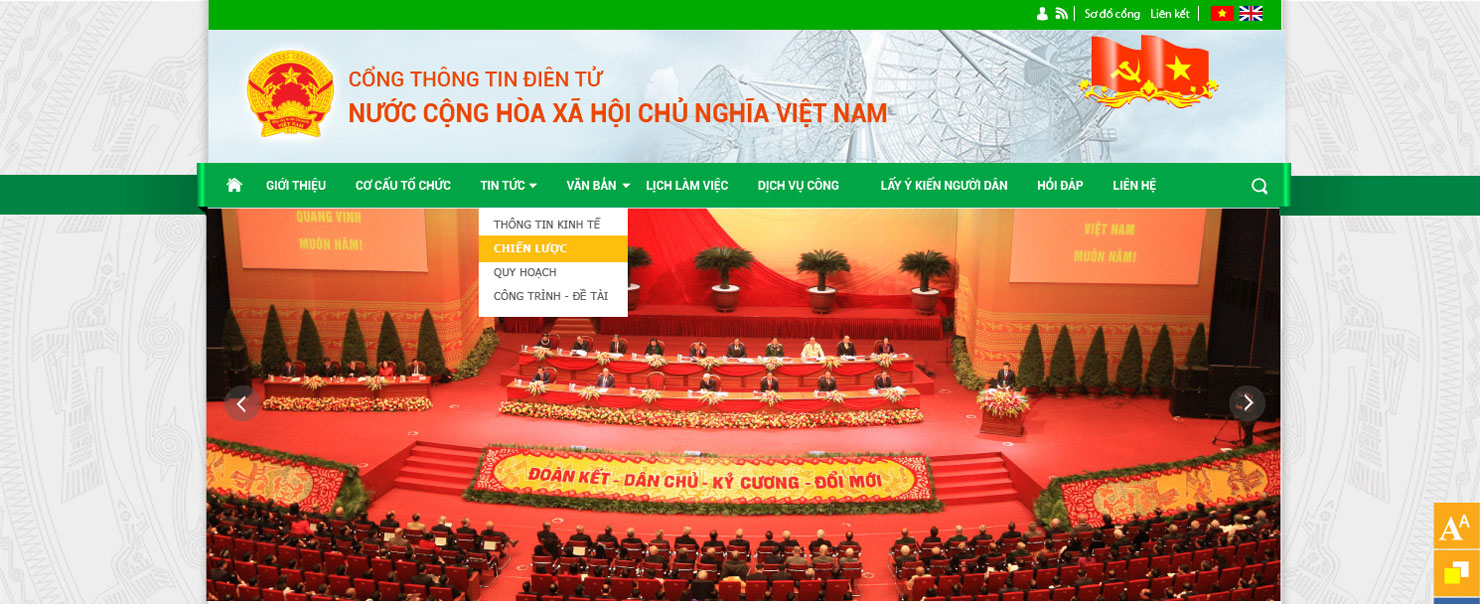 Sơ đồ cổng Liên kết
CỔNG THÔNG TIN ĐIỆN TỬ
NƯỚC CỘNG HÒA XÃ HỘI CHỦ NGHĨA VIỆT NAM
GIỚI THIỆU CƠ CẤU TỔ CHỨC TIN TỨC VĂN BẢN LỊCH LÀM VIỆC DỊCH VỤ CÔNG LẤY Ý KIẾN NGƯỜI DÂN HỎI ĐÁP LIÊN HỆ
THÔNG TIN KINH TẾ
CHIẾN LƯỢC
QUY HOẠCH
CÔNG TRÌNH - ĐỀ TÀI
QUANG VINH
MUÔN NĂM!
VIỆT NAM
MUÔN NĂM!
ĐOÀN KẾT - DÂN CHỦ - KỶ CƯƠNG - ĐỔI MỚI
AA